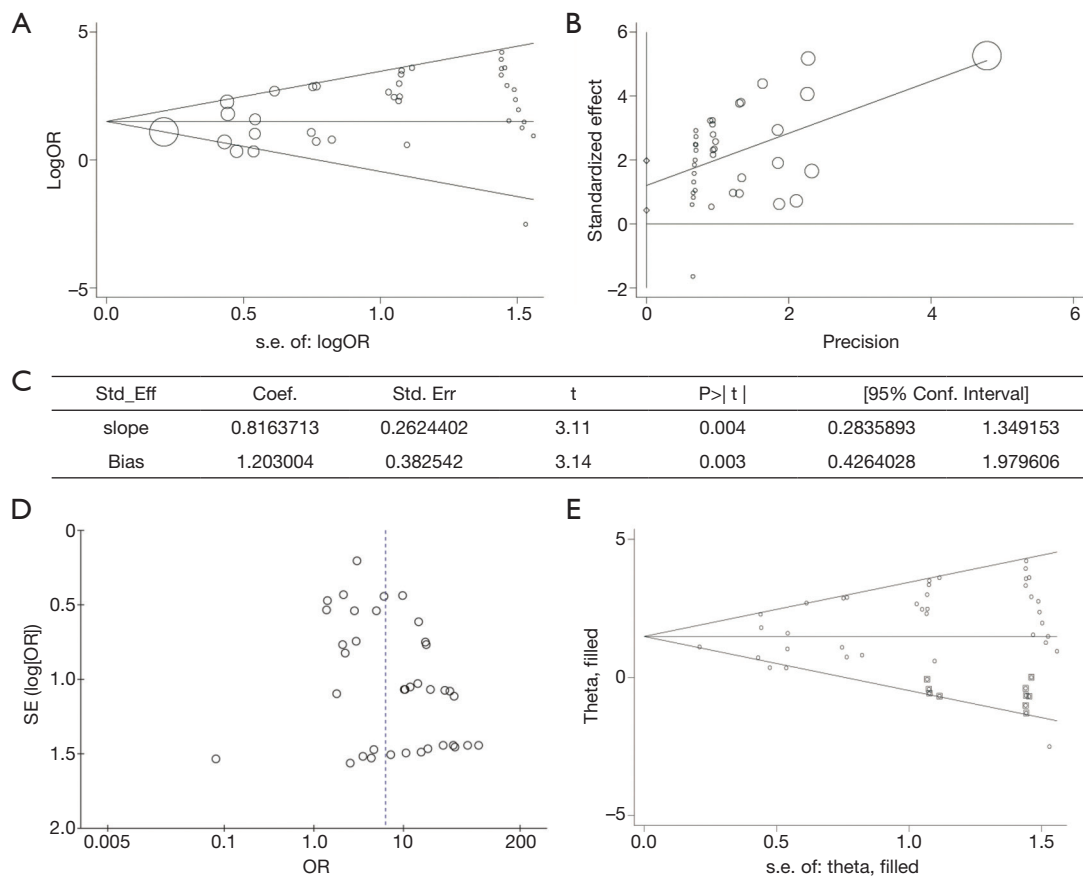 A
5
0
−5
LogOR
0.0 0.5 1.0 1.5
s.e. of: logOR
B
6
4
2
0
−2
Standardized effect
0 2 4 6
Precision
C
Std_Eff Coef. Std. Err t P>| t | [95% Conf. Interval]
slope 0.8163713 0.2624402 3.11 0.004 0.2835893 1.349153
Bias 1.203004 0.382542 3.14 0.003 0.4264028 1.979606
D
0
0.5
1.0
1.5
2.0
SE (log[OR])
0.005 0.1 1.0 10 200
OR
E
5
0
−5
Theta, filled
0.0 0.5 1.0 1.5
s.e. of: theta, filled